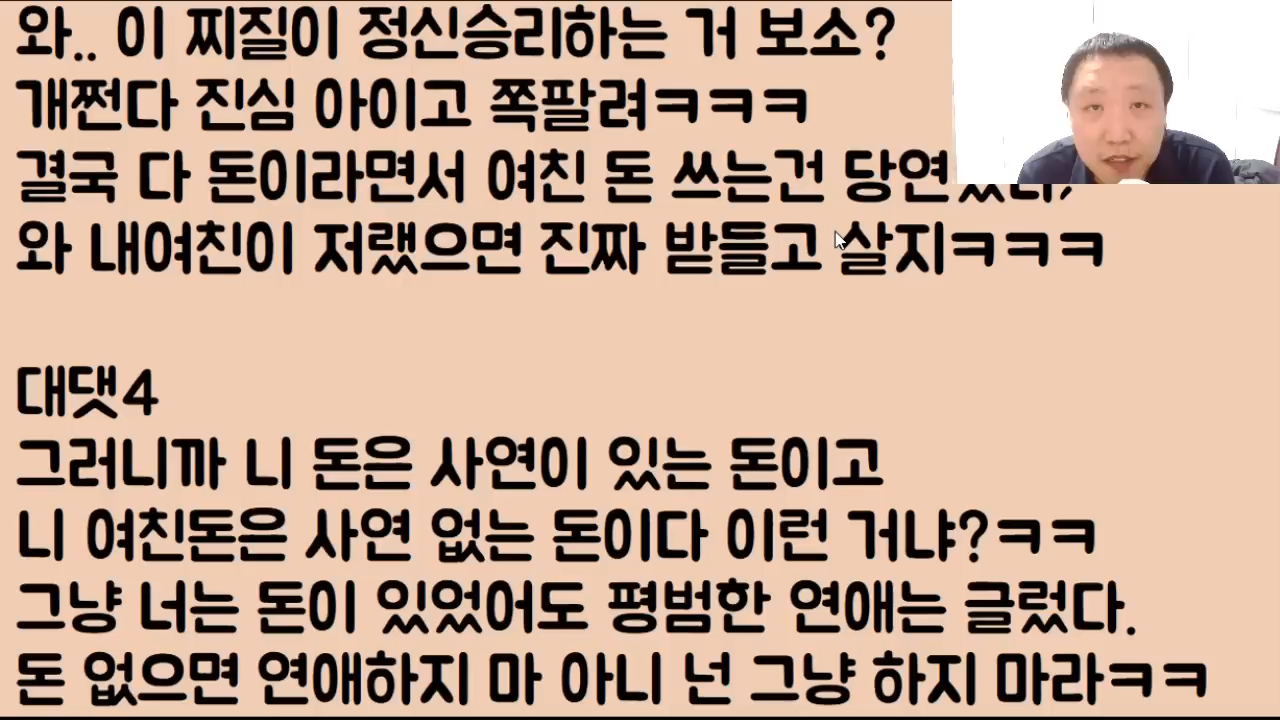 와.. 이 찌질이 정신승리하는 거 보소?
개쩐다 진심 아이고 쪽팔려ㅋㅋㅋ
결국 다 돈이라면서 여친 돈 쓰는건
와 내여친이 저랬으면 진짜 받들고 살지ㅋㅋㅋ
대댓4
그러니까 니 돈은 사연이 있는 돈이고
니 여친돈은 사연 없는 돈이다 이런 거냐?ㅋㅋ
그냥 너는 돈이 있었어도 평범한 연애는 글렀다.
돈 없으면 연애하지 마 아니 넌 그냥 하지 마라ㅋㅋ